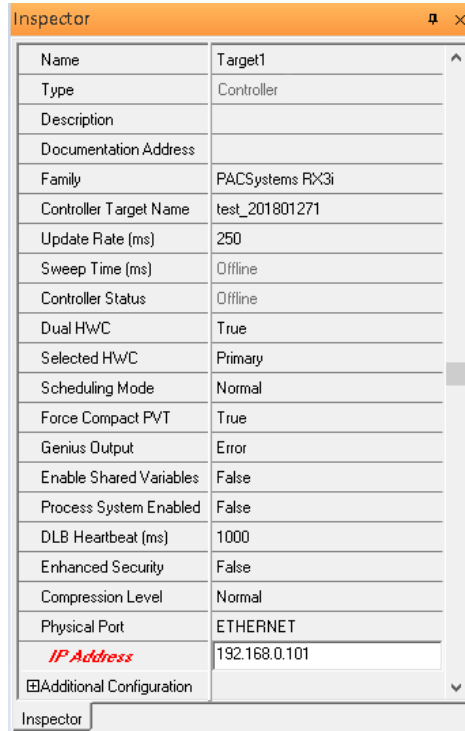 Inspector
Name Target1
Type Controller
Description
Documentation Address
Family PACSystems RX3i
Controller Target Name test_201801271
Update Rate (ms) 250
Sweep Time (ms) Offline
Controller Status Offline
Dual HWC True
Selected HWC Primary
Scheduling Mode Normal
Force Compact PVT True
Genius Output Error
Enable Shared Variables False
Process System Enabled False
DLB Heartbeat (ms) 1000
Enhanced Security False
Compression Level Normal
Physical Port ETHERNET
IP Address 192.168.0.101
Additional Configuration
Inspector